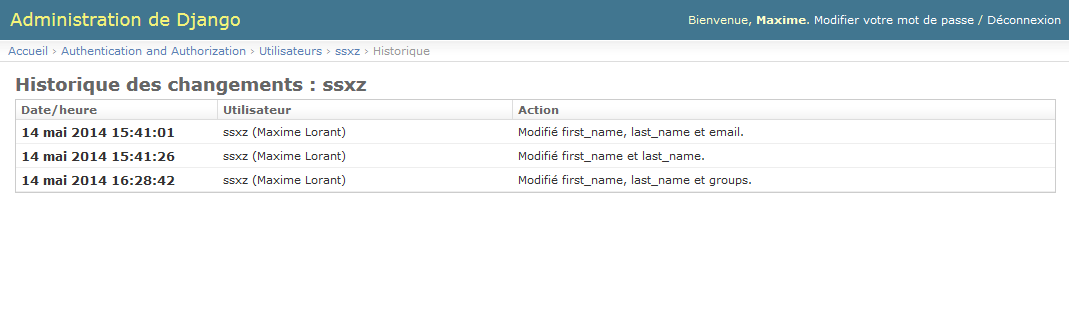 Administration de Django
Bienvenue, Maxime. Modifier votre mot de passe / Déconnexion
Accueil › Authentication and Authorization › Utilisateurs › ssxz › Historique
Historique des changements : ssxz
Date/heure Utilisateur Action
14 mai 2014 15:41:01 ssxz (Maxime Lorant) Modifié first_name, last_name et email.
14 mai 2014 15:41:26 ssxz (Maxime Lorant) Modifié first_name et last_name.
14 mai 2014 16:28:42 ssxz (Maxime Lorant) Modifié first_name, last_name et groups.